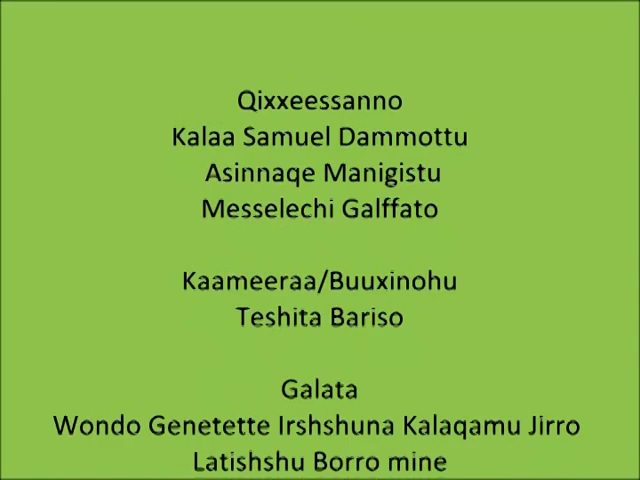 Qixxeessanno
Kalaa Samuel Dammottu
Asinnaqe Manigistu
Messelechi Galffato
Kaameeraa/Buuxinohu
Teshita Bariso
Galata
Wondo Genetette Irshshuna Kalaqamu Jirro
Latishshu Borro mine